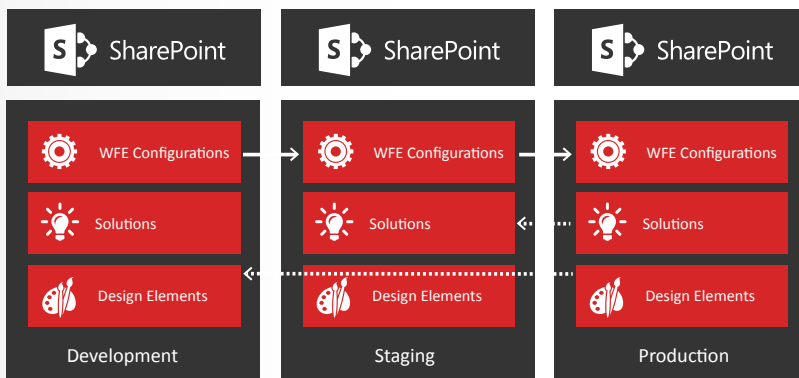 S SharePoint
S SharePoint
S SharePoint
WFE Configurations
Solutions
Design Elements
Development
WFE Configurations
Solutions
Design Elements
Staging
WFE Configurations
Solutions
Design Elements
Production